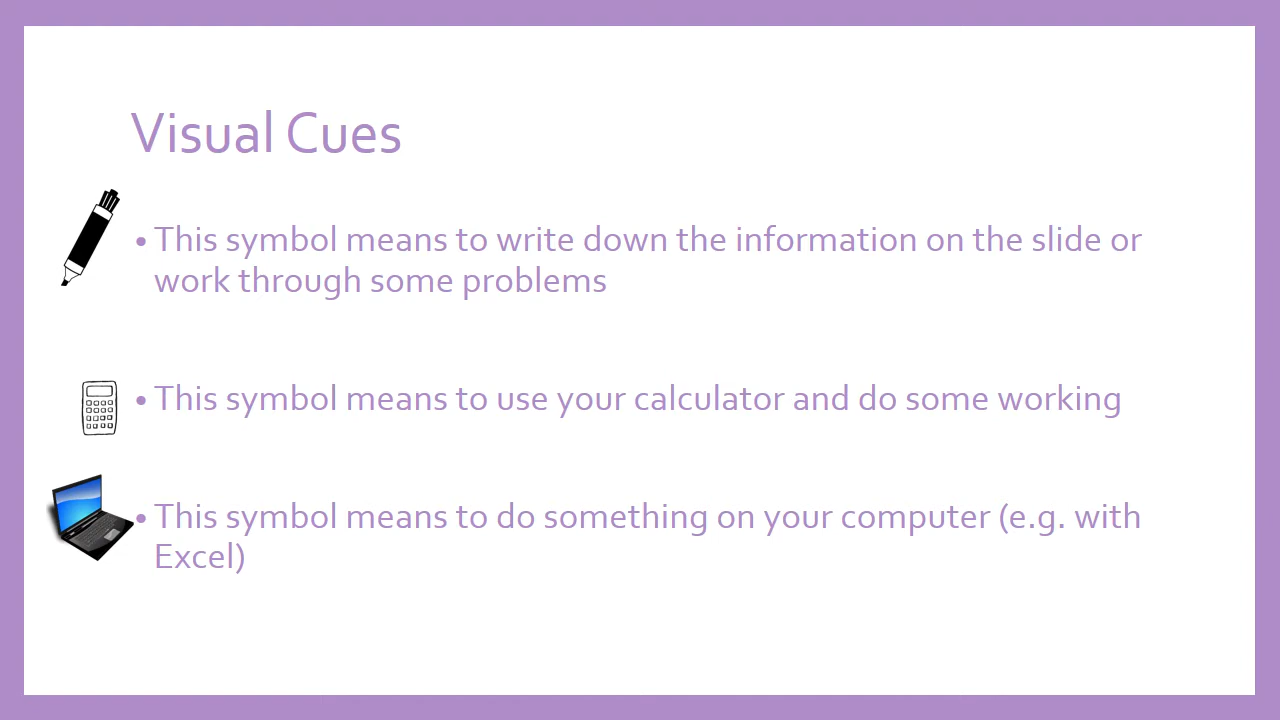 Visual Cues
• This symbol means to write down the information on the slide or
work through some problems
• This symbol means to use your calculator and do some working
• This symbol means to do something on your computer (e.g. with
Excel)